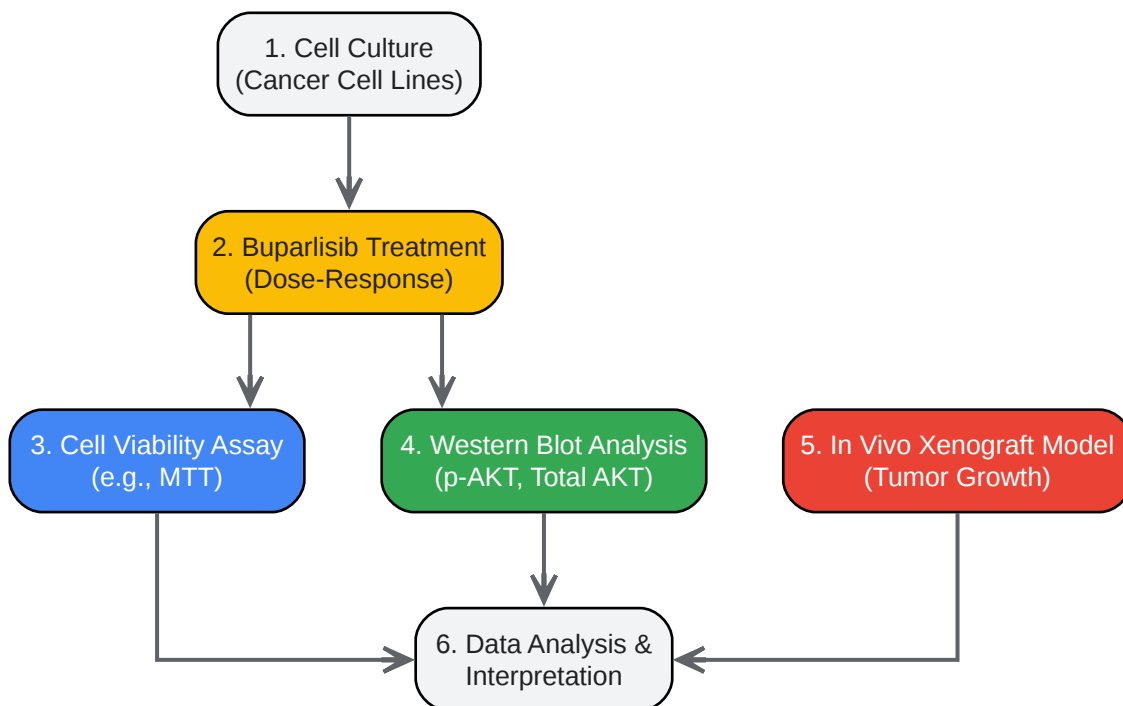 1. Cell Culture
(Cancer Cell Lines)
2. Buparlisib Treatment
(Dose-Response)
3. Cell Viability Assay
(e.g., MTT)
4. Western Blot Analysis
(p-AKT, Total AKT)
5. In Vivo Xenograft Model
(Tumor Growth)
6. Data Analysis &
Interpretation